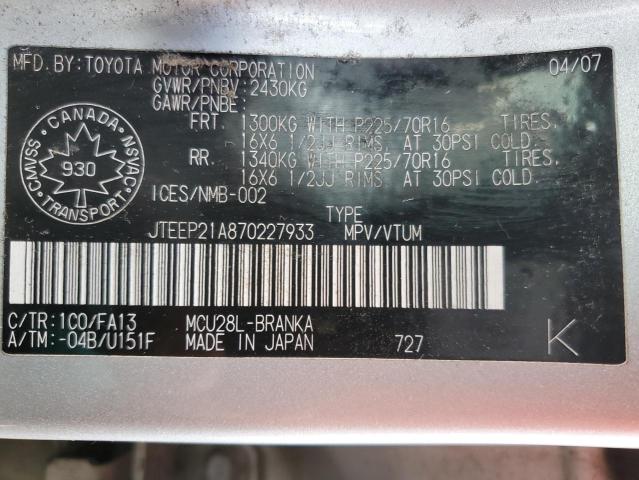 MFD.BY:TOYOTA MOTOR CORPORATION 04/07
GVWR/PNBV:2430KG
GAWR/PNBE:
FRT 1300KG WITH P225/70R16 TIRES,
16X6 1/2JJ RIMS, AT 30PSI COLD.
RR 1340KG WITH P225/70R16 TIRES,
16X6 1/2JJ RIMS, AT 30PSI COLD.
CANADA
CMVSS NSVAC
930
TRANSPORT
ICES/NMB-002
TYPE
JTEEP21A870227933 MPV/VTUM
C/TR:1C0/FA13 MCU28L-BRANKA
A/TM:-04B/U151F MADE IN JAPAN 727 K